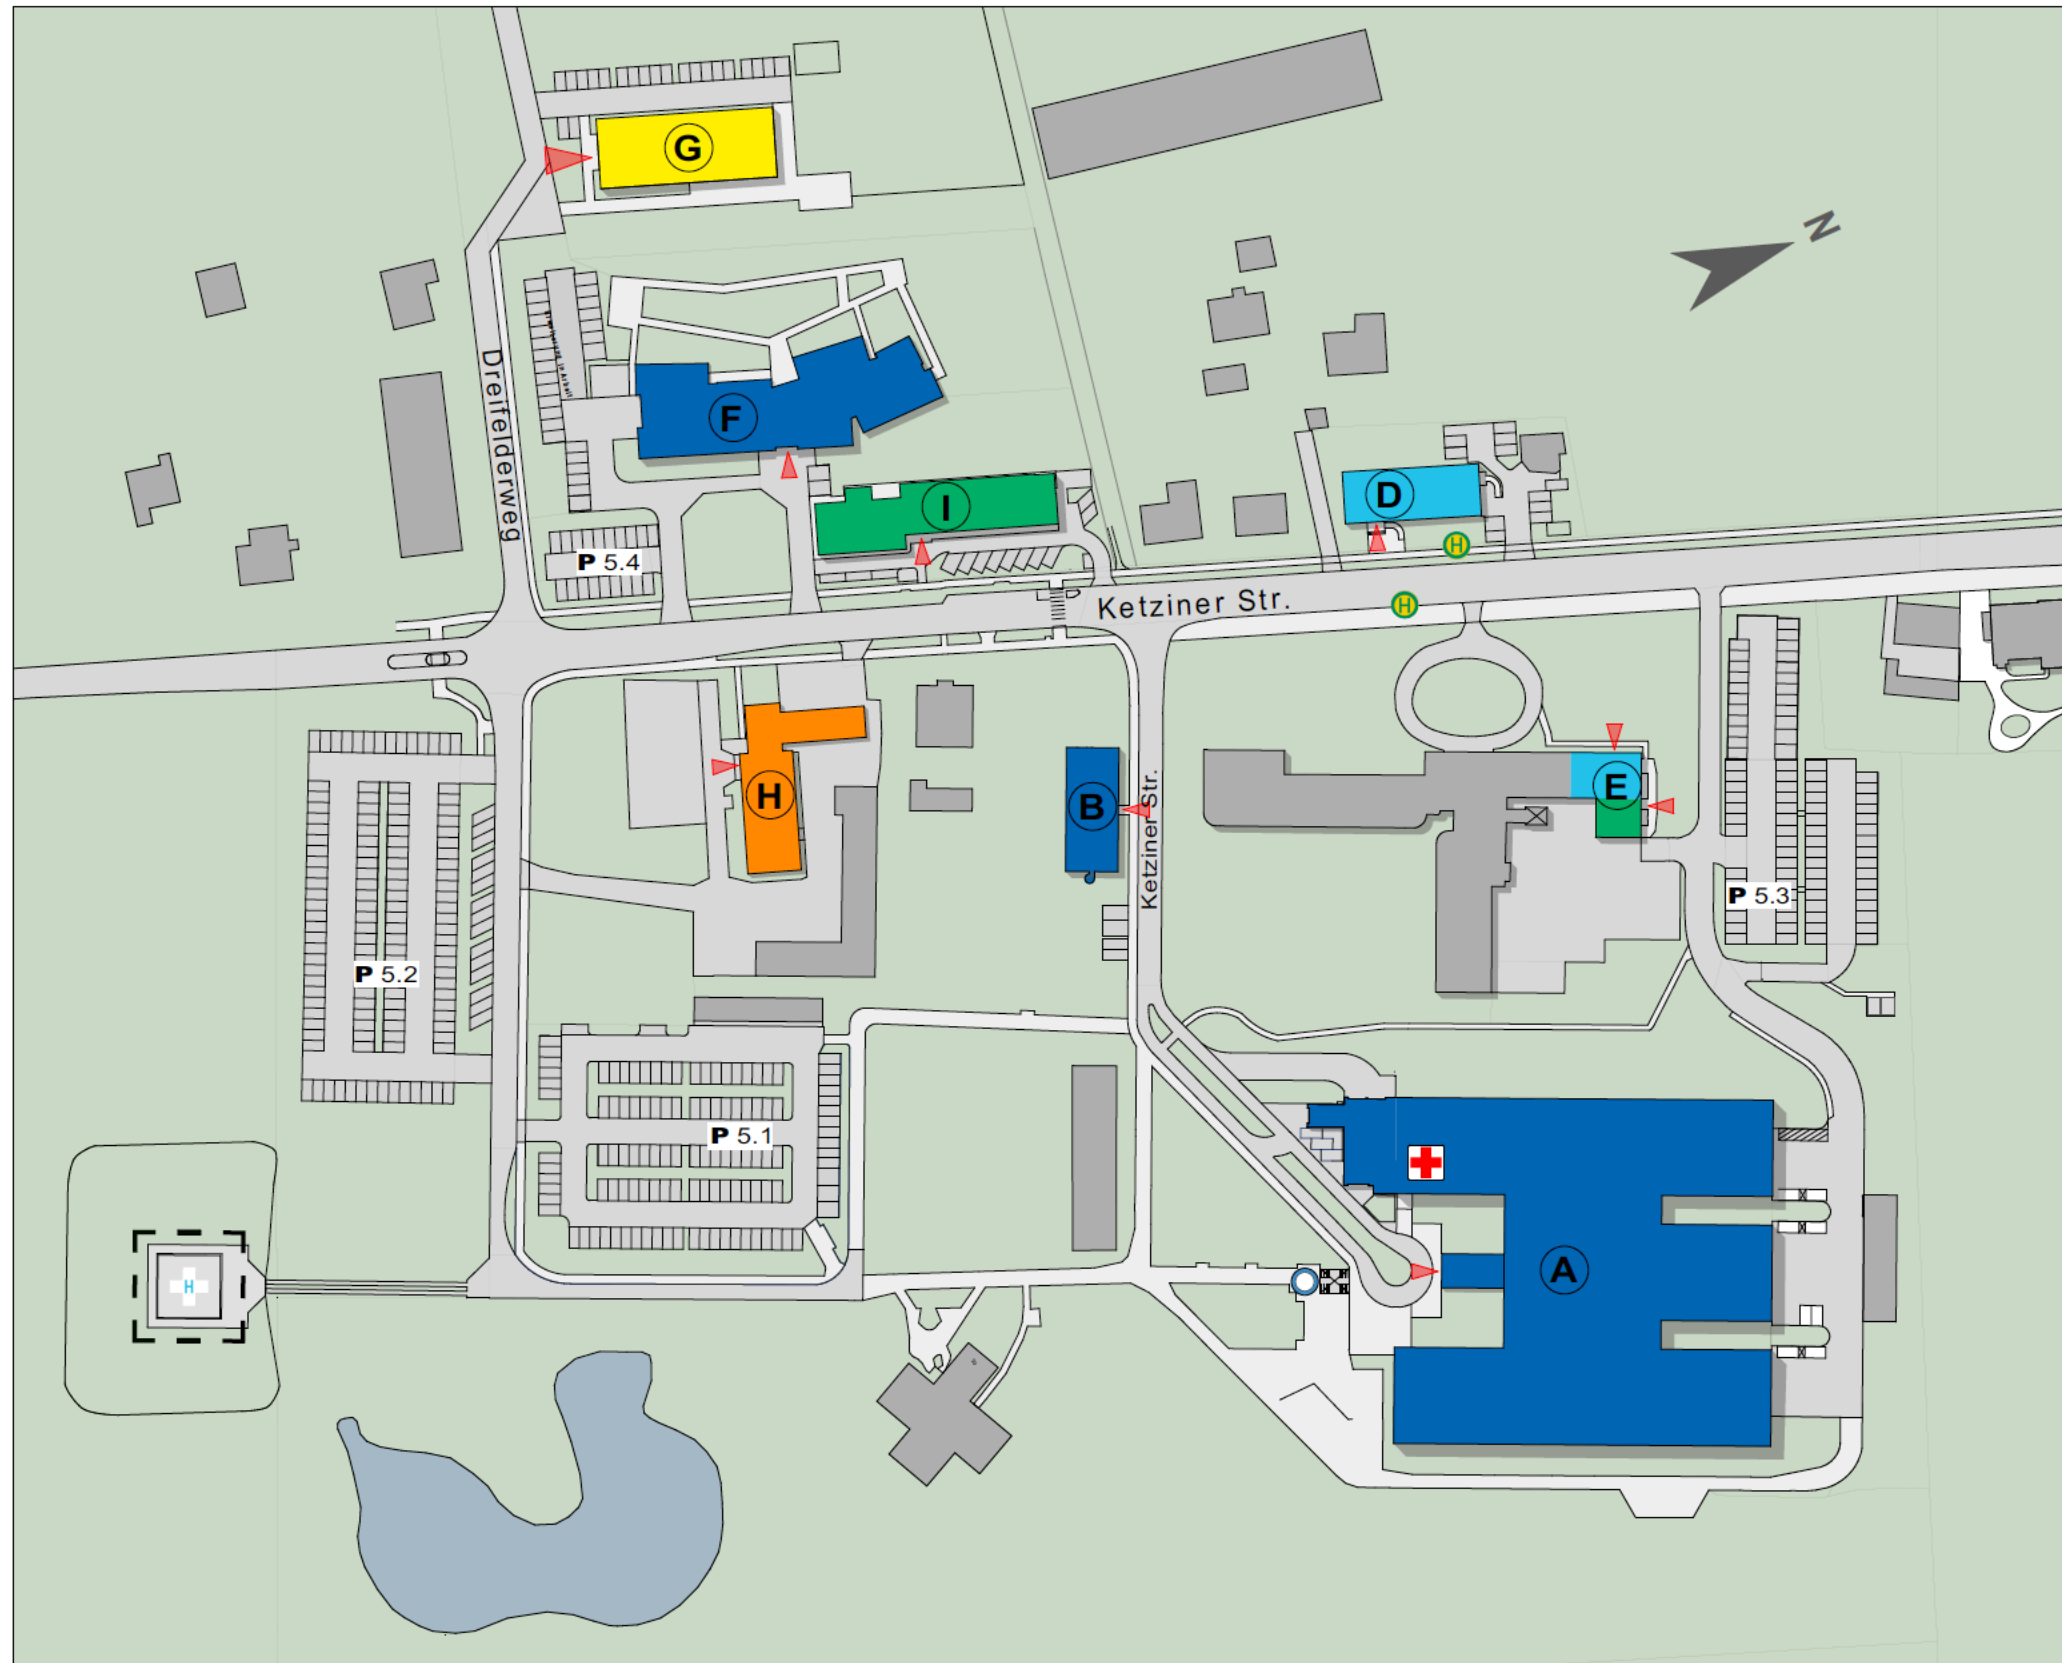 G
N
Dreifelderweg
F
D
I
H
P 5.4
Ketziner Str.
H
H
E
B
Ketziner Str.
P 5.3
P 5.2
P 5.1
A
H